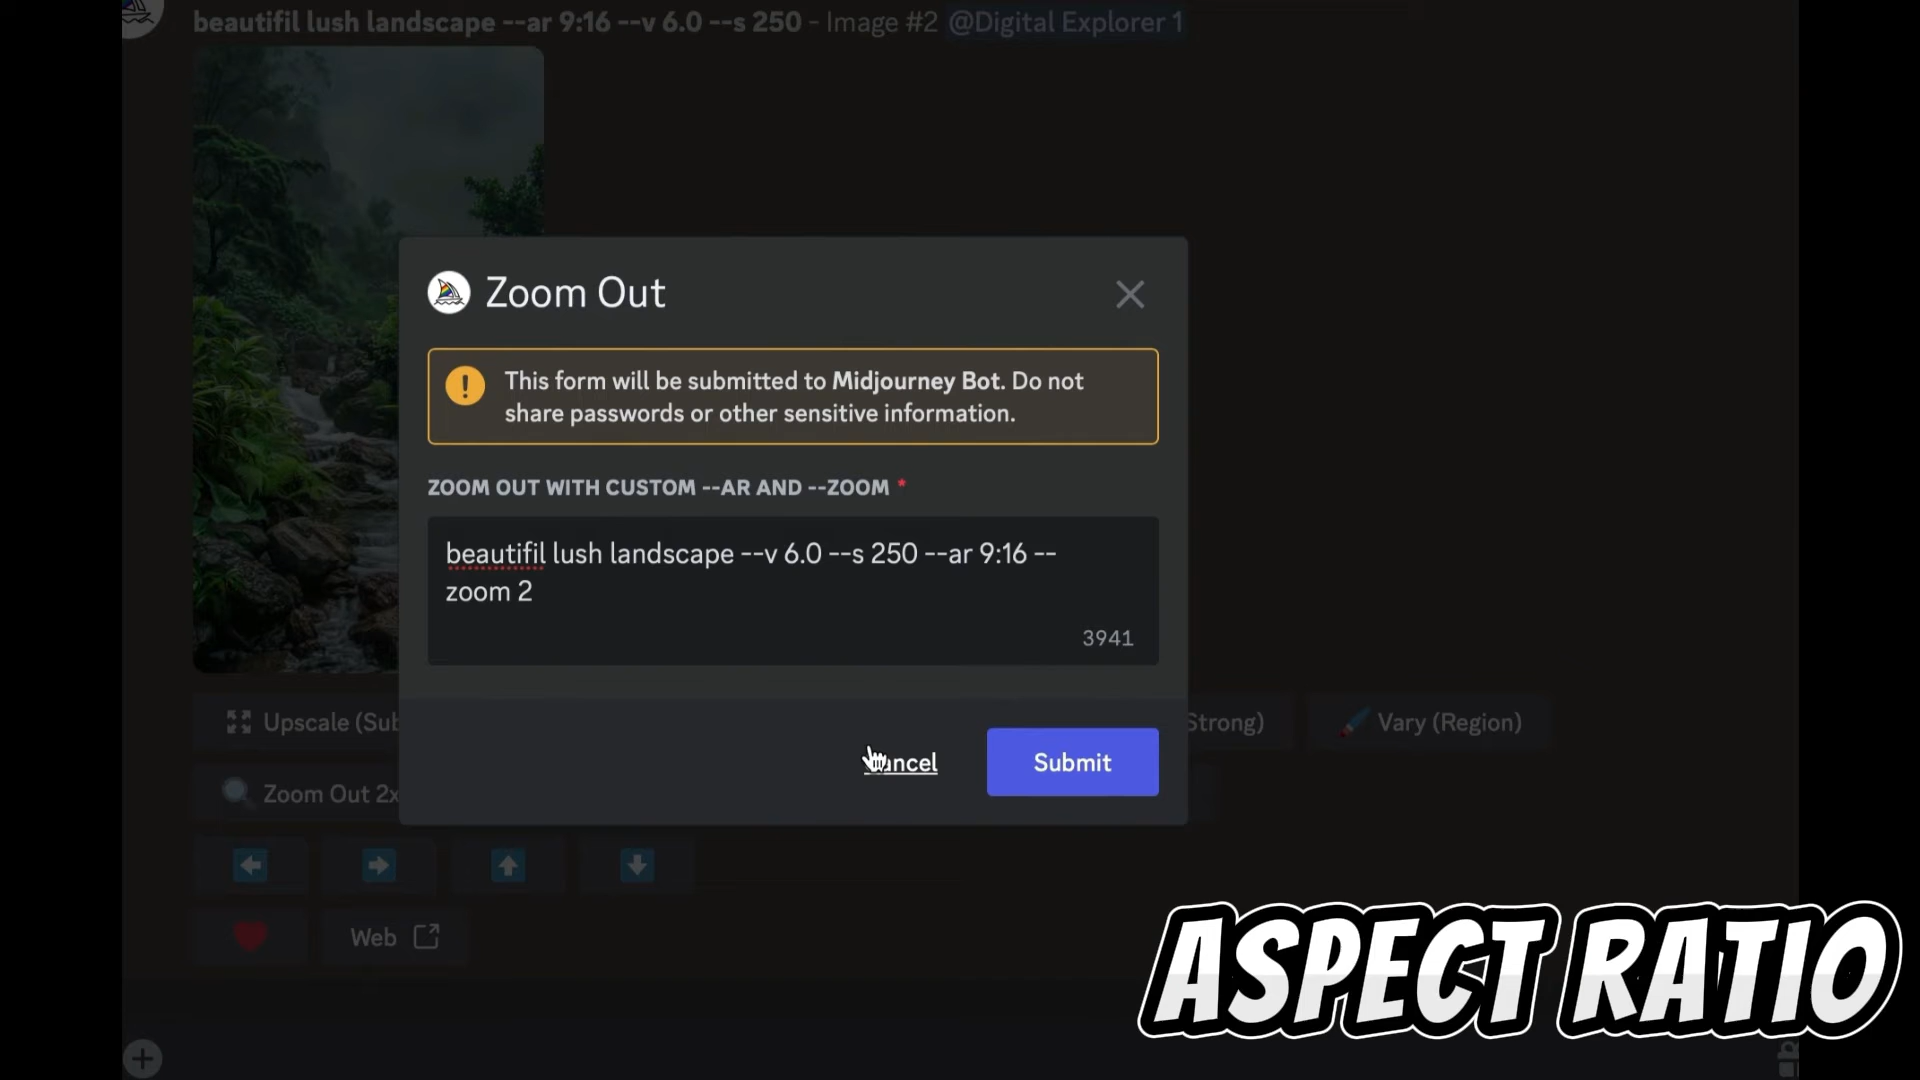 beautifil lush landscape --ar 9:16 --v 6.0 --s 250 - Image #2 @Digital Explorer 1
Zoom Out
This form will be submitted to Midjourney Bot. Do not
share passwords or other sensitive information.
ZOOM OUT WITH CUSTOM --AR AND --ZOOM *
beautifil lush landscape --v 6.0 --s 250 --ar 9:16 --
zoom 2
3941
Upscale (Sub
Strong)
Vary (Region)
Cancel
Submit
Zoom Out 2x
Web
ASPECT RATIO